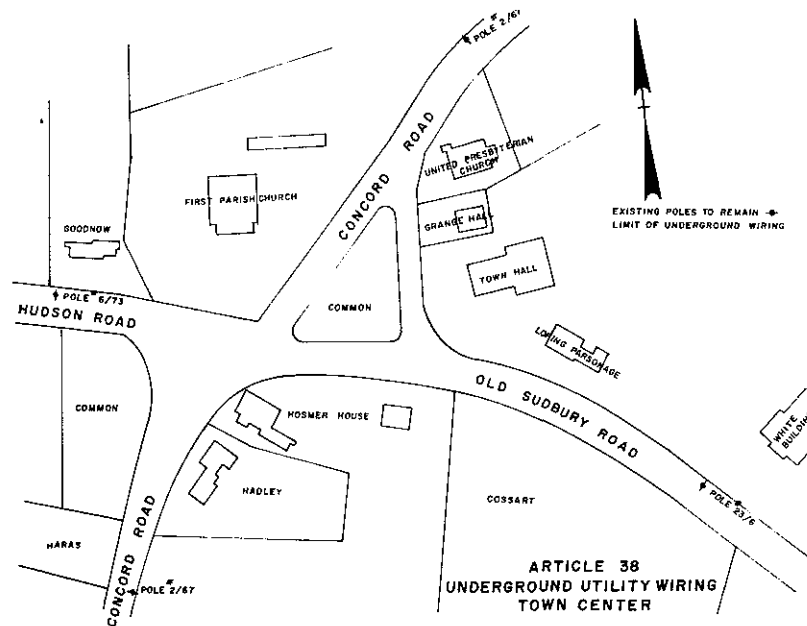 POLE # 2/67
CONCORD ROAD
UNITED PRESBYTERIAN
CHURCH
FIRST PARISH CHURCH
GRANGE HALL
EXISTING POLES TO REMAIN
LIMIT OF UNDERGROUND WIRING
GOODNOW
TOWN HALL
POLE # 6/73
HUDSON ROAD
COMMON
LORING PARSONAGE
OLD SUDBURY ROAD
COMMON
HOSMER HOUSE
WHITE
BUILDING
HADLEY
COSSART
POLE # 23/6
HARAS
CONCORD ROAD
POLE # 2/67
ARTICLE 38
UNDERGROUND UTILITY WIRING
TOWN CENTER